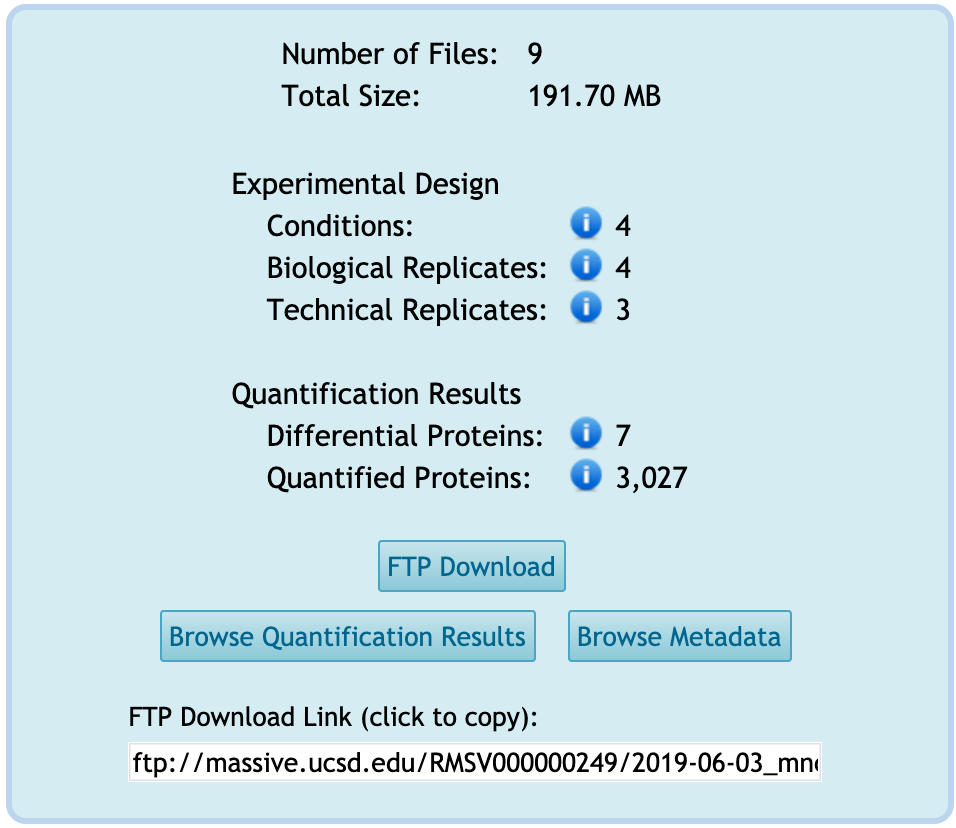 Number of Files: 9
Total Size: 191.70 MB
Experimental Design
Conditions: i 4
Biological Replicates: i 4
Technical Replicates: i 3
Quantification Results
Differential Proteins: i 7
Quantified Proteins: i 3,027
FTP Download
Browse Quantification Results Browse Metadata
FTP Download Link (click to copy):
ftp://massive.ucsd.edu/RMSV000000249/2019-06-03_mn